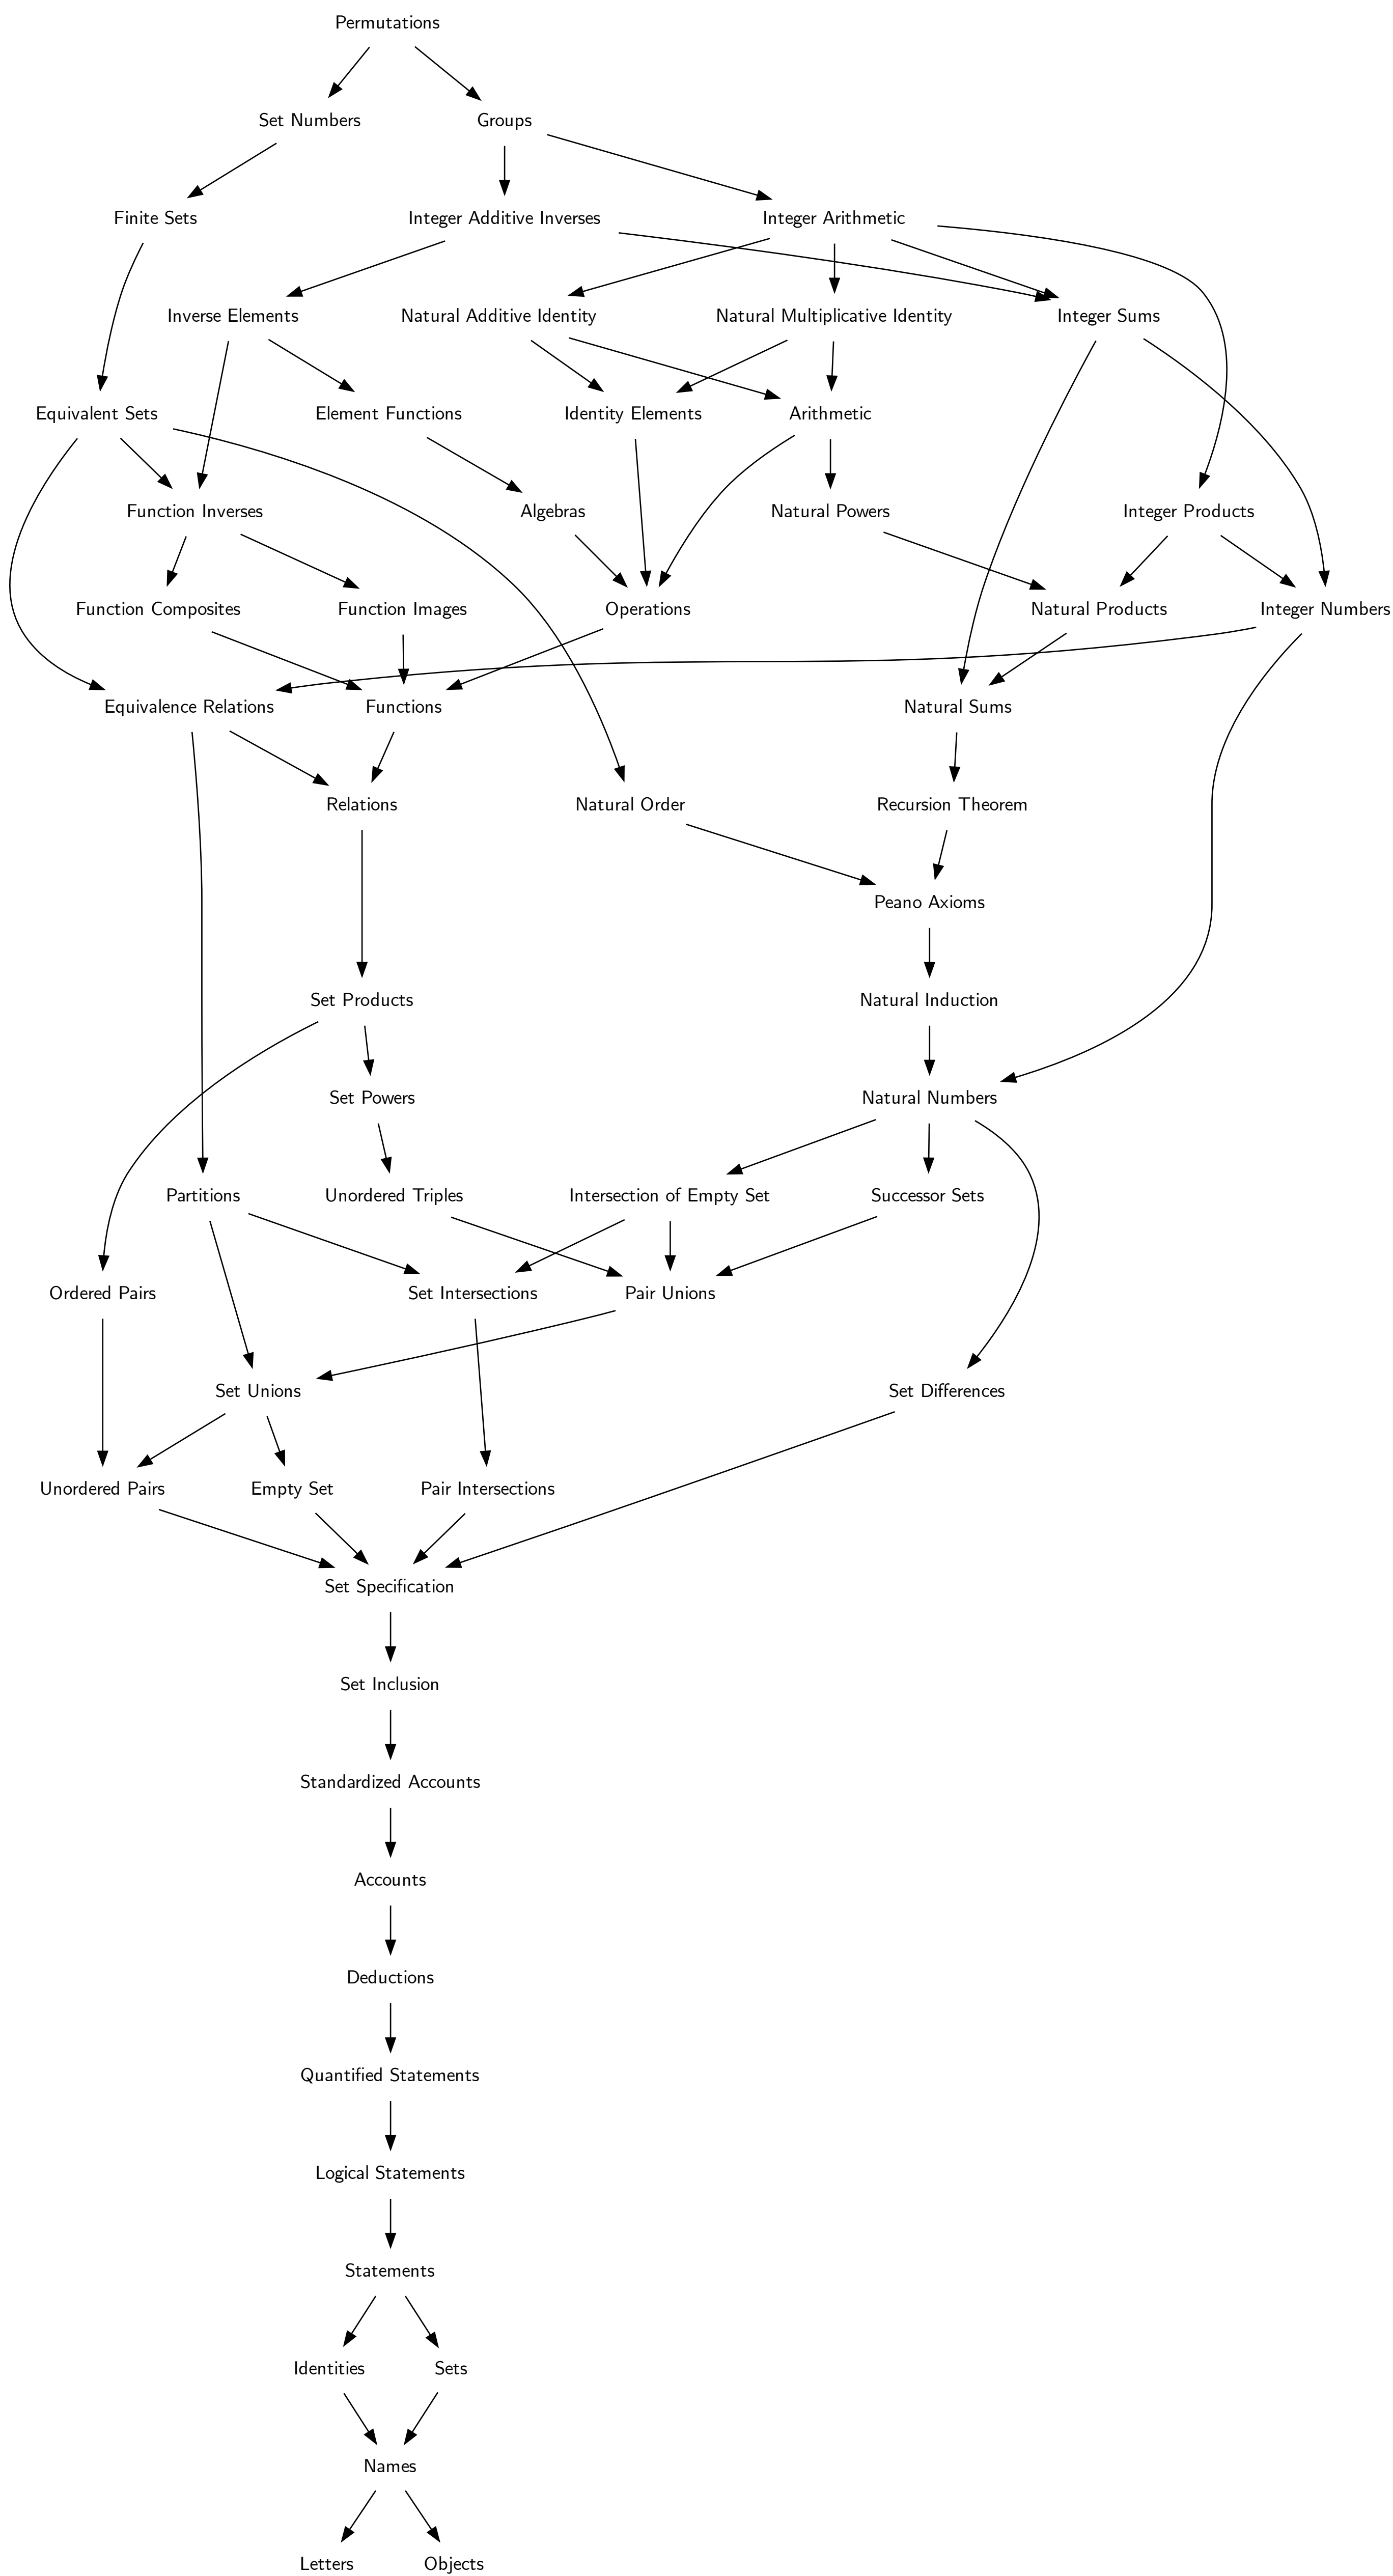 Permutations
Set Numbers
Groups
Finite Sets
Integer Additive Inverses
Integer Arithmetic
Inverse Elements
Natural Additive Identity
Natural Multiplicative Identity
Integer Sums
Equivalent Sets
Element Functions
Identity Elements
Arithmetic
Function Inverses
Algebras
Natural Powers
Integer Products
Function Composites
Function Images
Operations
Natural Products
Integer Numbers
Equivalence Relations
Functions
Natural Sums
Relations
Natural Order
Recursion Theorem
Peano Axioms
Set Products
Natural Induction
Set Powers
Natural Numbers
Partitions
Unordered Triples
Intersection of Empty Set
Successor Sets
Ordered Pairs
Set Intersections
Pair Unions
Set Unions
Set Differences
Unordered Pairs
Empty Set
Pair Intersections
Set Specification
Set Inclusion
Standardized Accounts
Accounts
Deductions
Quantified Statements
Logical Statements
Statements
Identities
Sets
Names
Letters
Objects